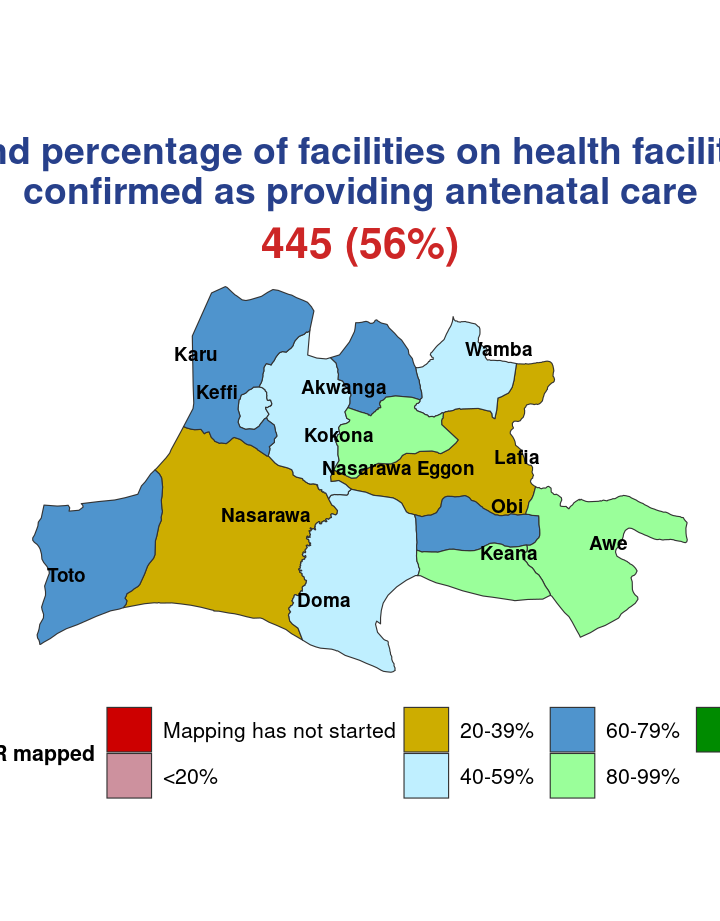 nd percentage of facilities on health facilit
confirmed as providing antenatal care
445 (56%)
Wamba
Karu
Akwanga
Keffi
Kokona
Lafia
Nasarawa Eggon
Obi
Nasarawa
Awe
Keana
Toto
Doma
Mapping has not started 20-39% 60-79%
R mapped
<20% 40-59% 80-99%